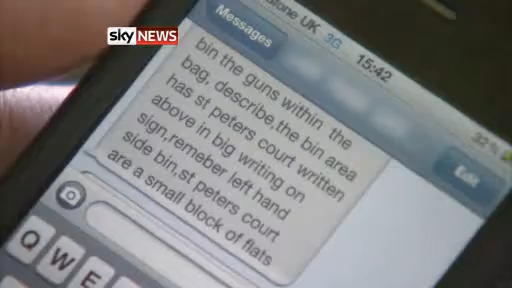 sky NEWS
Messages
UK 3G
15:42
32%
Edit
bin the guns within the
bag, describe,the bin area
has st peters court written
above in big writing on
sign,remeber left hand
side bin,st peters court
are a small block of flats
Q W E